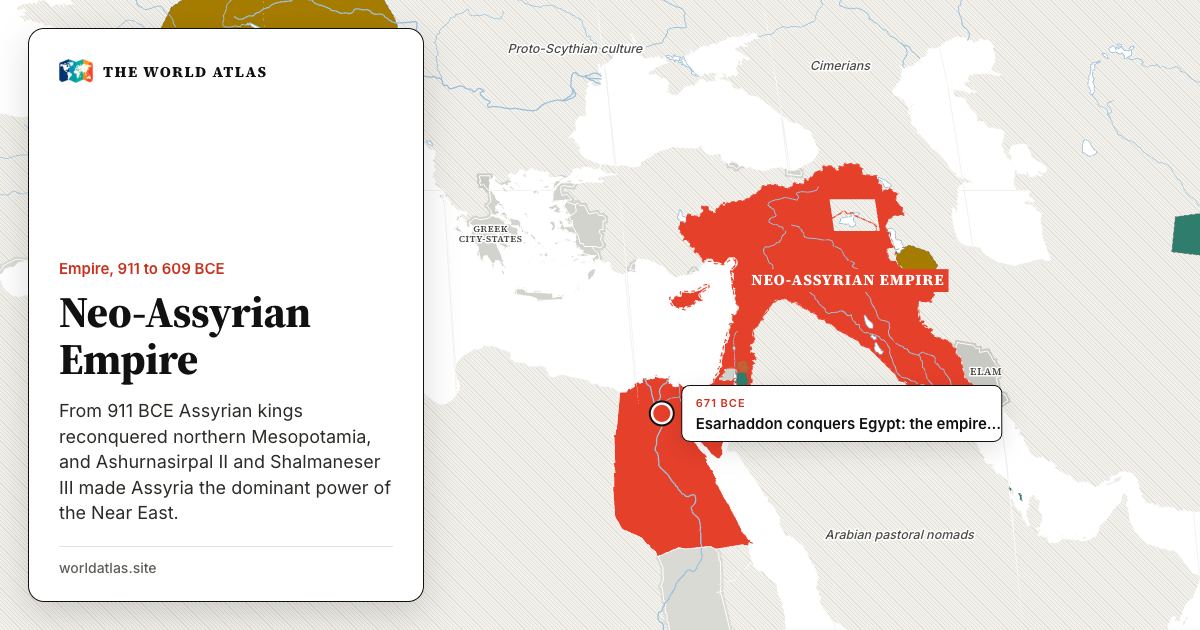 THE WORLD ATLAS
Empire, 911 to 609 BCE
Neo-Assyrian
Empire
From 911 BCE Assyrian kings
reconquered northern Mesopotamia,
and Ashurnasirpal II and Shalmaneser
III made Assyria the dominant power of
the Near East.
worldatlas.site
Proto-Scythian culture
Cimerians
GREEK
CITY-STATES
NEO-ASSYRIAN EMPIRE
ELAM
671 BCE
Esarhaddon conquers Egypt: the empire...
Arabian pastoral nomads